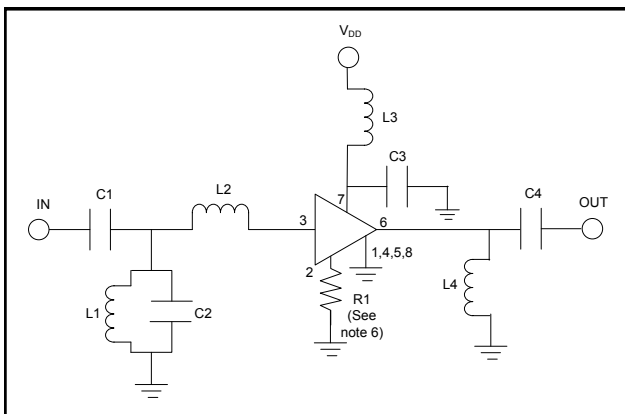 V_DD
L3
C3
C1
L2
C4
IN
OUT
7
3
6
1,4,5,8
2
R1
(See
note 6)
L1
C2
L4